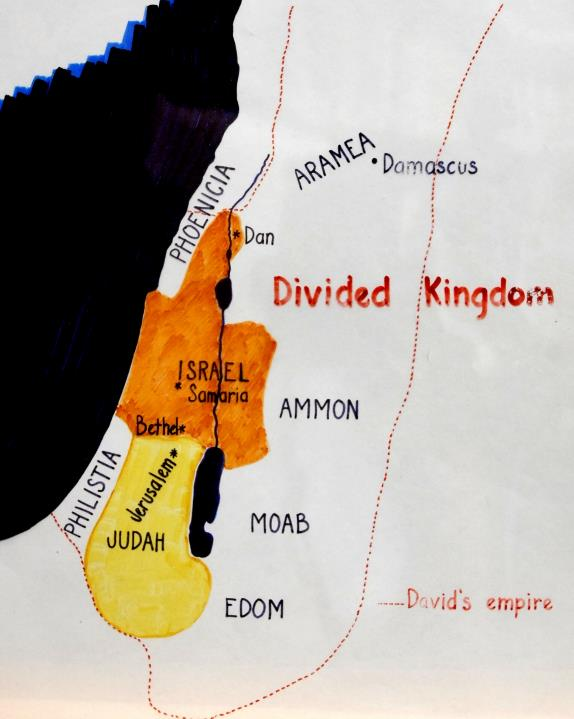 ARAMEA
Damascus
PHOENICIA
Dan
Divided Kingdom
ISRAEL
Samaria
AMMON
Bethel
Jerusalem
PHILISTIA
MOAB
JUDAH
EDOM
David's empire